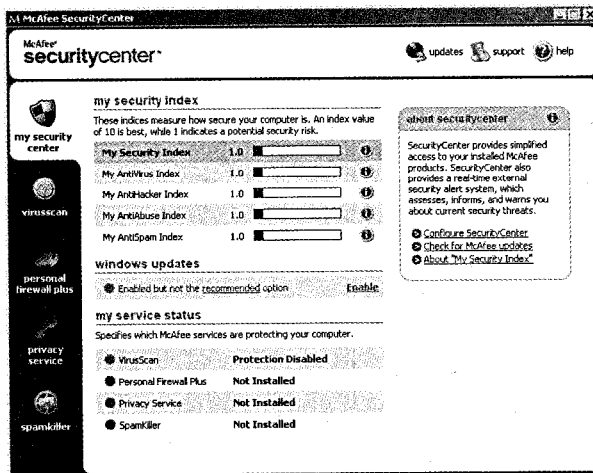 McAfee SecurityCenter
McAfee®
securitycenter™
updates
support
help
my security center
virusscan
personal firewall plus
privacy service
spamkiller
my security index
These indices measure how secure your computer is. An index value
of 10 is best, while 1 indicates a potential security risk.
My Security Index 1.0
My AntiVirus Index 1.0
My AntiHacker Index 1.0
My AntiAbuse Index 1.0
My AntiSpam Index 1.0
windows updates
Enabled but not the recommended option Enable
my service status
Specifies which McAfee services are protecting your computer.
VirusScan Protection Disabled
Personal Firewall Plus Not Installed
Privacy Service Not Installed
SpamKiller Not Installed
about securitycenter
SecurityCenter provides simplified
access to your installed McAfee
products. SecurityCenter also
provides a real-time external
security alert system, which
assesses, informs, and warns you
about current security threats.
Configure SecurityCenter
Check for McAfee updates
About "My Security Index"